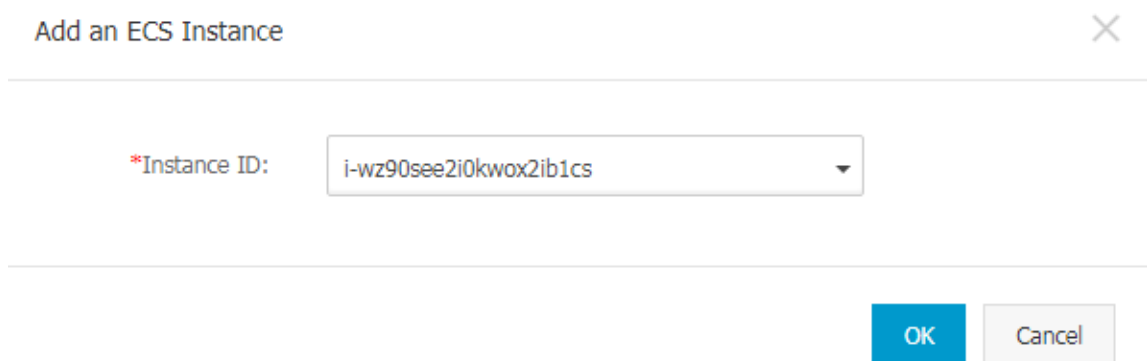 Add an ECS Instance
*Instance ID:
i-wz90see2i0kwox2ib1cs
OK
Cancel